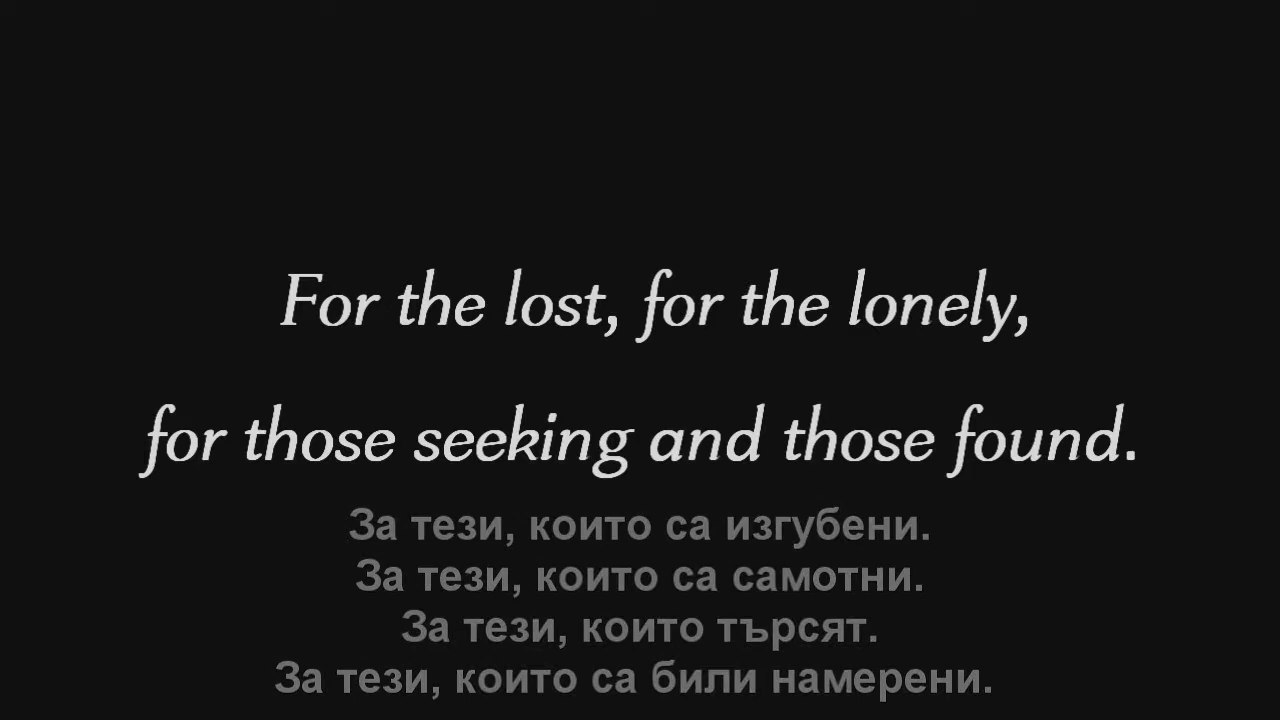 For the lost, for the lonely,
for those seeking and those found.
За тези, които са изгубени.
За тези, които са самотни.
За тези, които търсят.
За тези, които са били намерени.